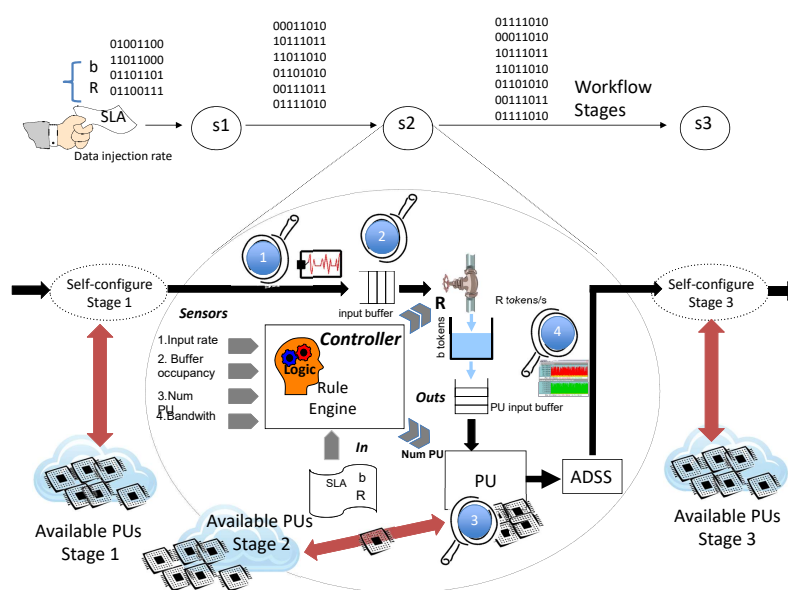 01001100
11011000
01101101
01100111
b
R
SLA
Data injection rate
s1
00011010
10111011
11011010
01101010
00111011
01111010
s2
01111010
00011010
10111011
11011010
01101010
00111011
01111010
Workflow
Stages
s3
Self-configure
Stage 1
1
2
input buffer
R
R tokens/s
b tokens
4
Self-configure
Stage 3
Sensors
1.Input rate
2. Buffer
occupancy
3.Num
PU
4.Bandwith
Controller
Logic
Rule
Engine
Outs
PU input buffer
Num PU
In
SLA
b
R
PU
3
ADSS
Available PUs
Stage 1
Available PUs
Stage 2
Available PUs
Stage 3